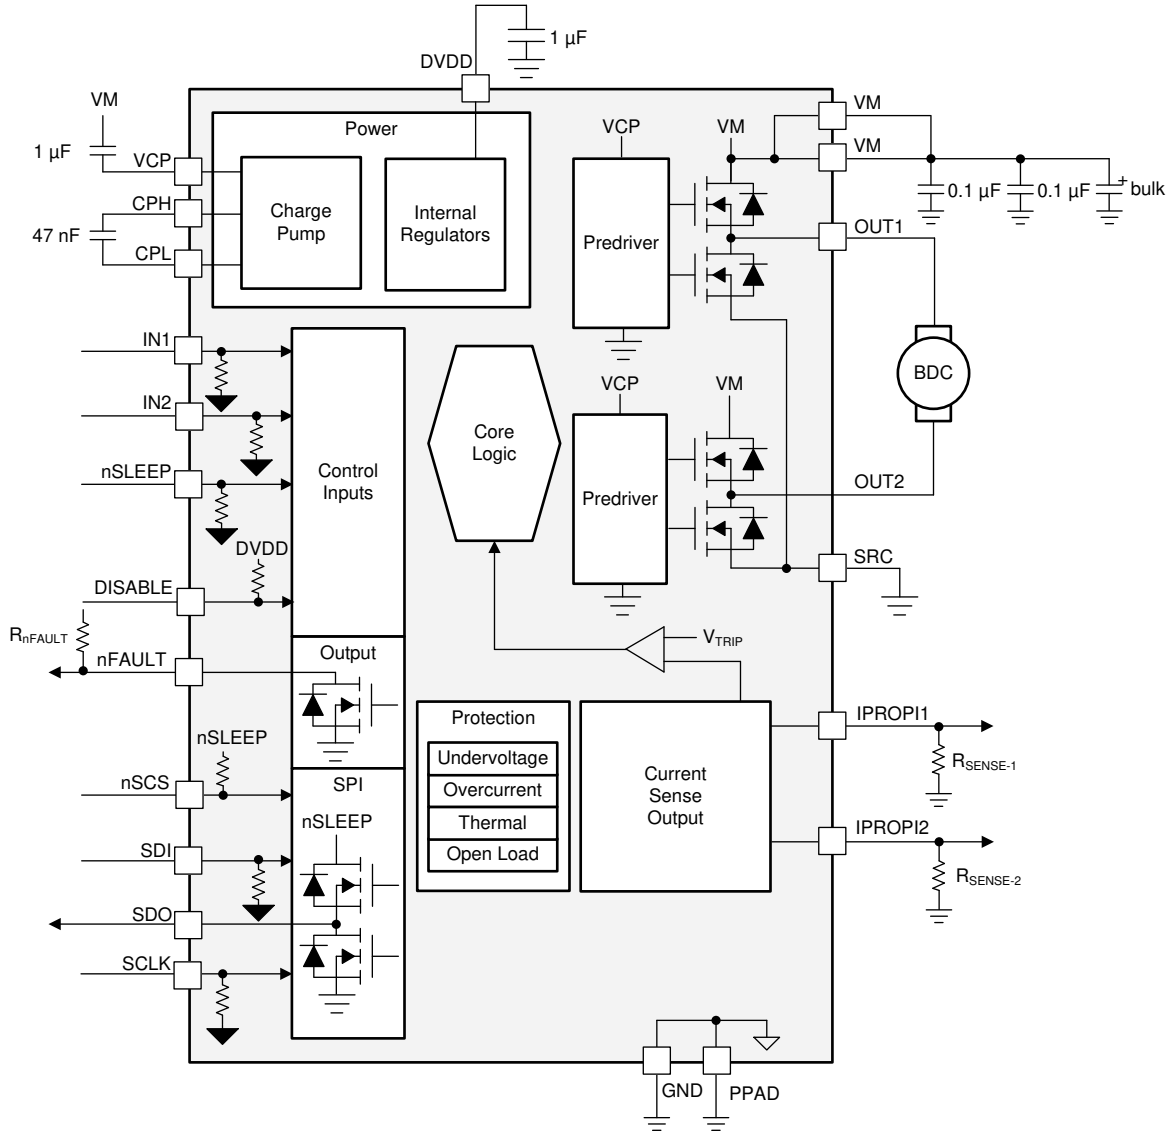 1 µF
DVDD
VM
Power
VCP
VM
VM
1 µF
VCP
VM
CPH
Charge
Pump
Internal
Regulators
0.1 µF
0.1 µF
+
bulk
47 nF
CPL
Predriver
OUT1
IN1
BDC
VCP
VM
IN2
Core
Logic
nSLEEP
Control
Inputs
Predriver
OUT2
DVDD
SRC
DISABLE
RnFAULT
nFAULT
Output
VTRIP
Protection
IPROPI1
nSLEEP
Undervoltage
RSENSE-1
nSCS
SPI
Overcurrent
Current
Sense
Output
nSLEEP
Thermal
IPROPI2
SDI
Open Load
RSENSE-2
SDO
SCLK
GND
PPAD